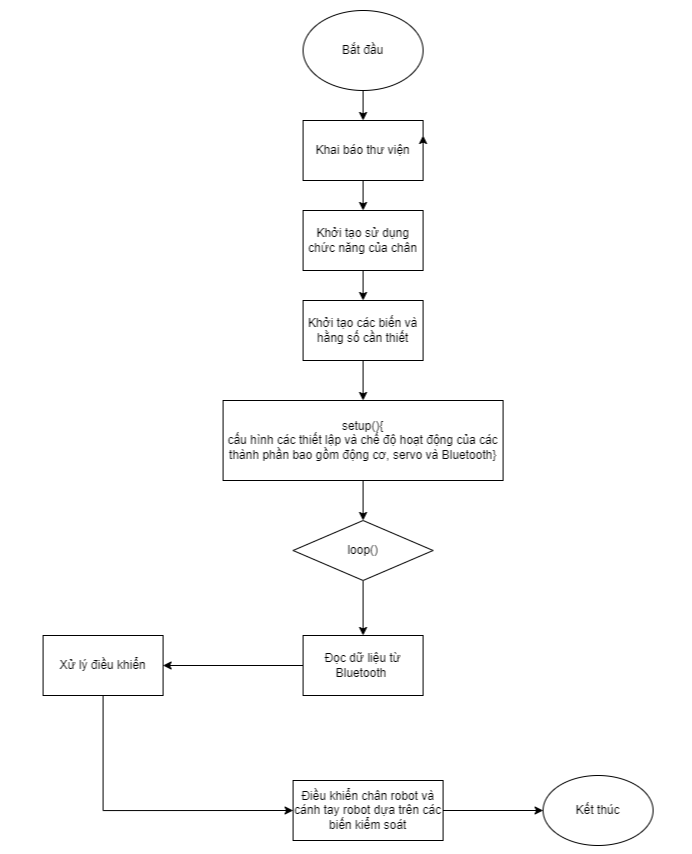 Bắt đầu
Khai báo thư viện
Khởi tạo sử dụng
chức năng của chân
Khởi tạo các biến và
hằng số cần thiết
setup(){
cấu hình các thiết lập và chế độ hoạt động của các
thành phần bao gồm động cơ, servo và Bluetooth}
loop()
Đọc dữ liệu từ
Bluetooth
Xử lý điều khiển
Điều khiển chân robot và
cánh tay robot dựa trên các
biến kiểm soát
Kết thúc